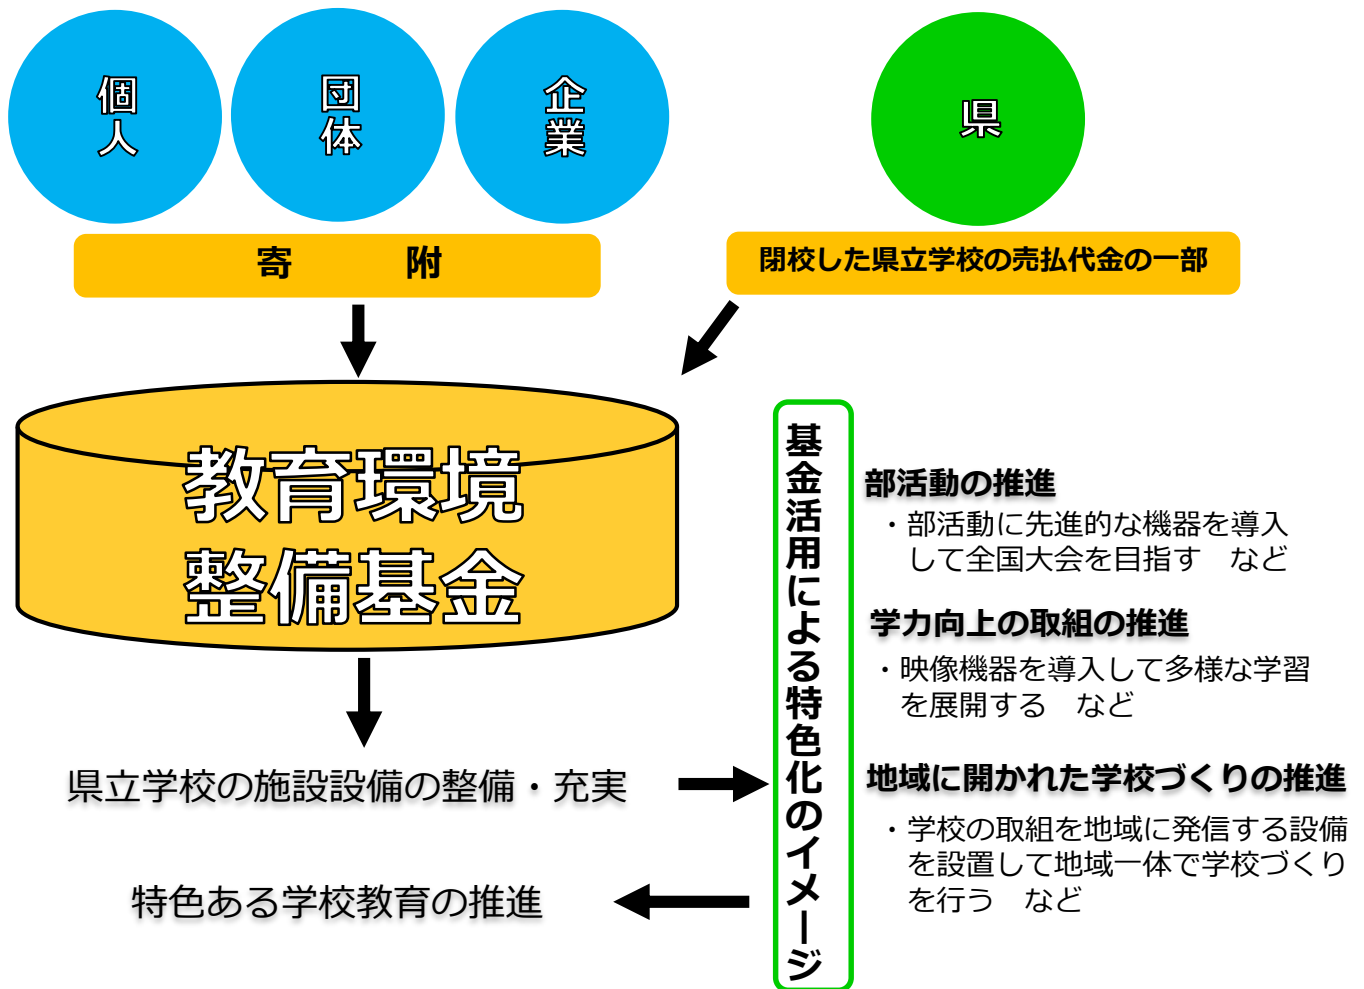 個人
団体
企業
県
寄　附
閉校した県立学校の売払代金の一部
教育環境
整備基金
県立学校の施設設備の整備・充実
特色ある学校教育の推進
基金活用による特色化のイメージ
部活動の推進
・部活動に先進的な機器を導入
して全国大会を目指す　など
学力向上の取組の推進
・映像機器を導入して多様な学習
を展開する　など
地域に開かれた学校づくりの推進
・学校の取組を地域に発信する設備
を設置して地域一体で学校づくり
を行う　など